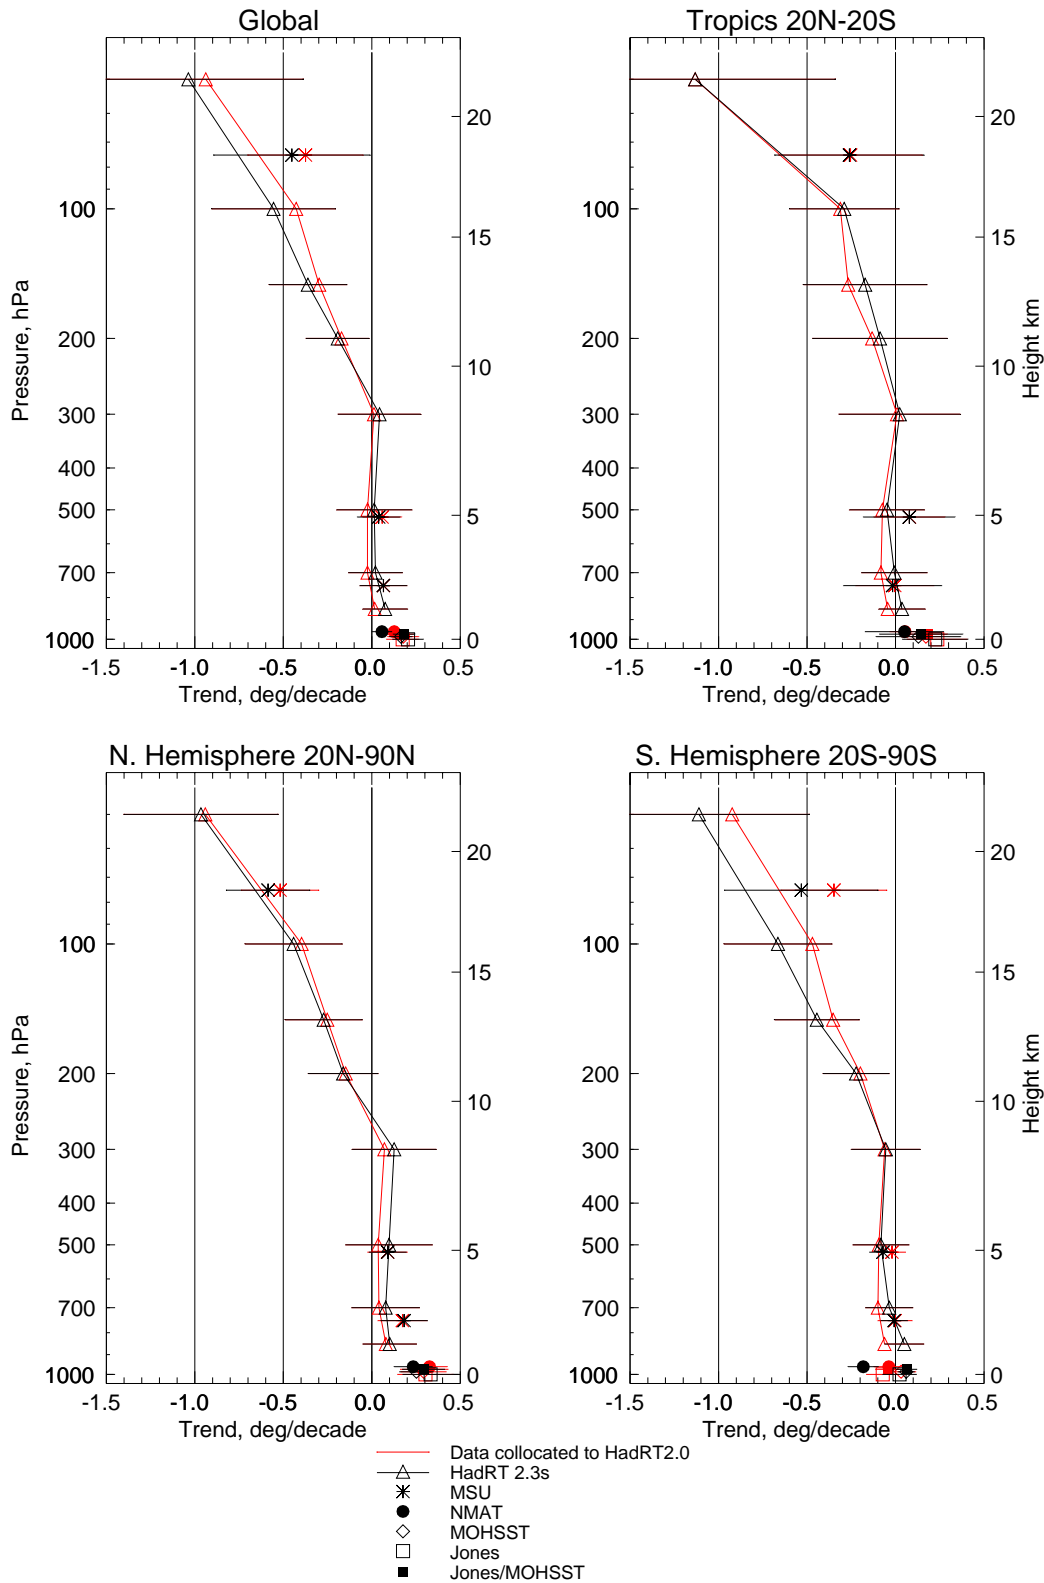 Global
Tropics 20N-20S
Pressure, hPa
100
200
300
400
500
700
1000
20
15
10
5
0
-1.5 -1.0 -0.5 0.0 0.5
Trend, deg/decade
100
200
300
400
500
700
1000
20
15
10
5
0
Height km
-1.5 -1.0 -0.5 0.0 0.5
Trend, deg/decade
N. Hemisphere 20N-90N
S. Hemisphere 20S-90S
Pressure, hPa
100
200
300
400
500
700
1000
20
15
10
5
0
-1.5 -1.0 -0.5 0.0 0.5
Trend, deg/decade
100
200
300
400
500
700
1000
20
15
10
5
0
Height km
-1.5 -1.0 -0.5 0.0 0.5
Trend, deg/decade
Data collocated to HadRT2.0
HadRT 2.3s
MSU
NMAT
MOHSST
Jones
Jones/MOHSST